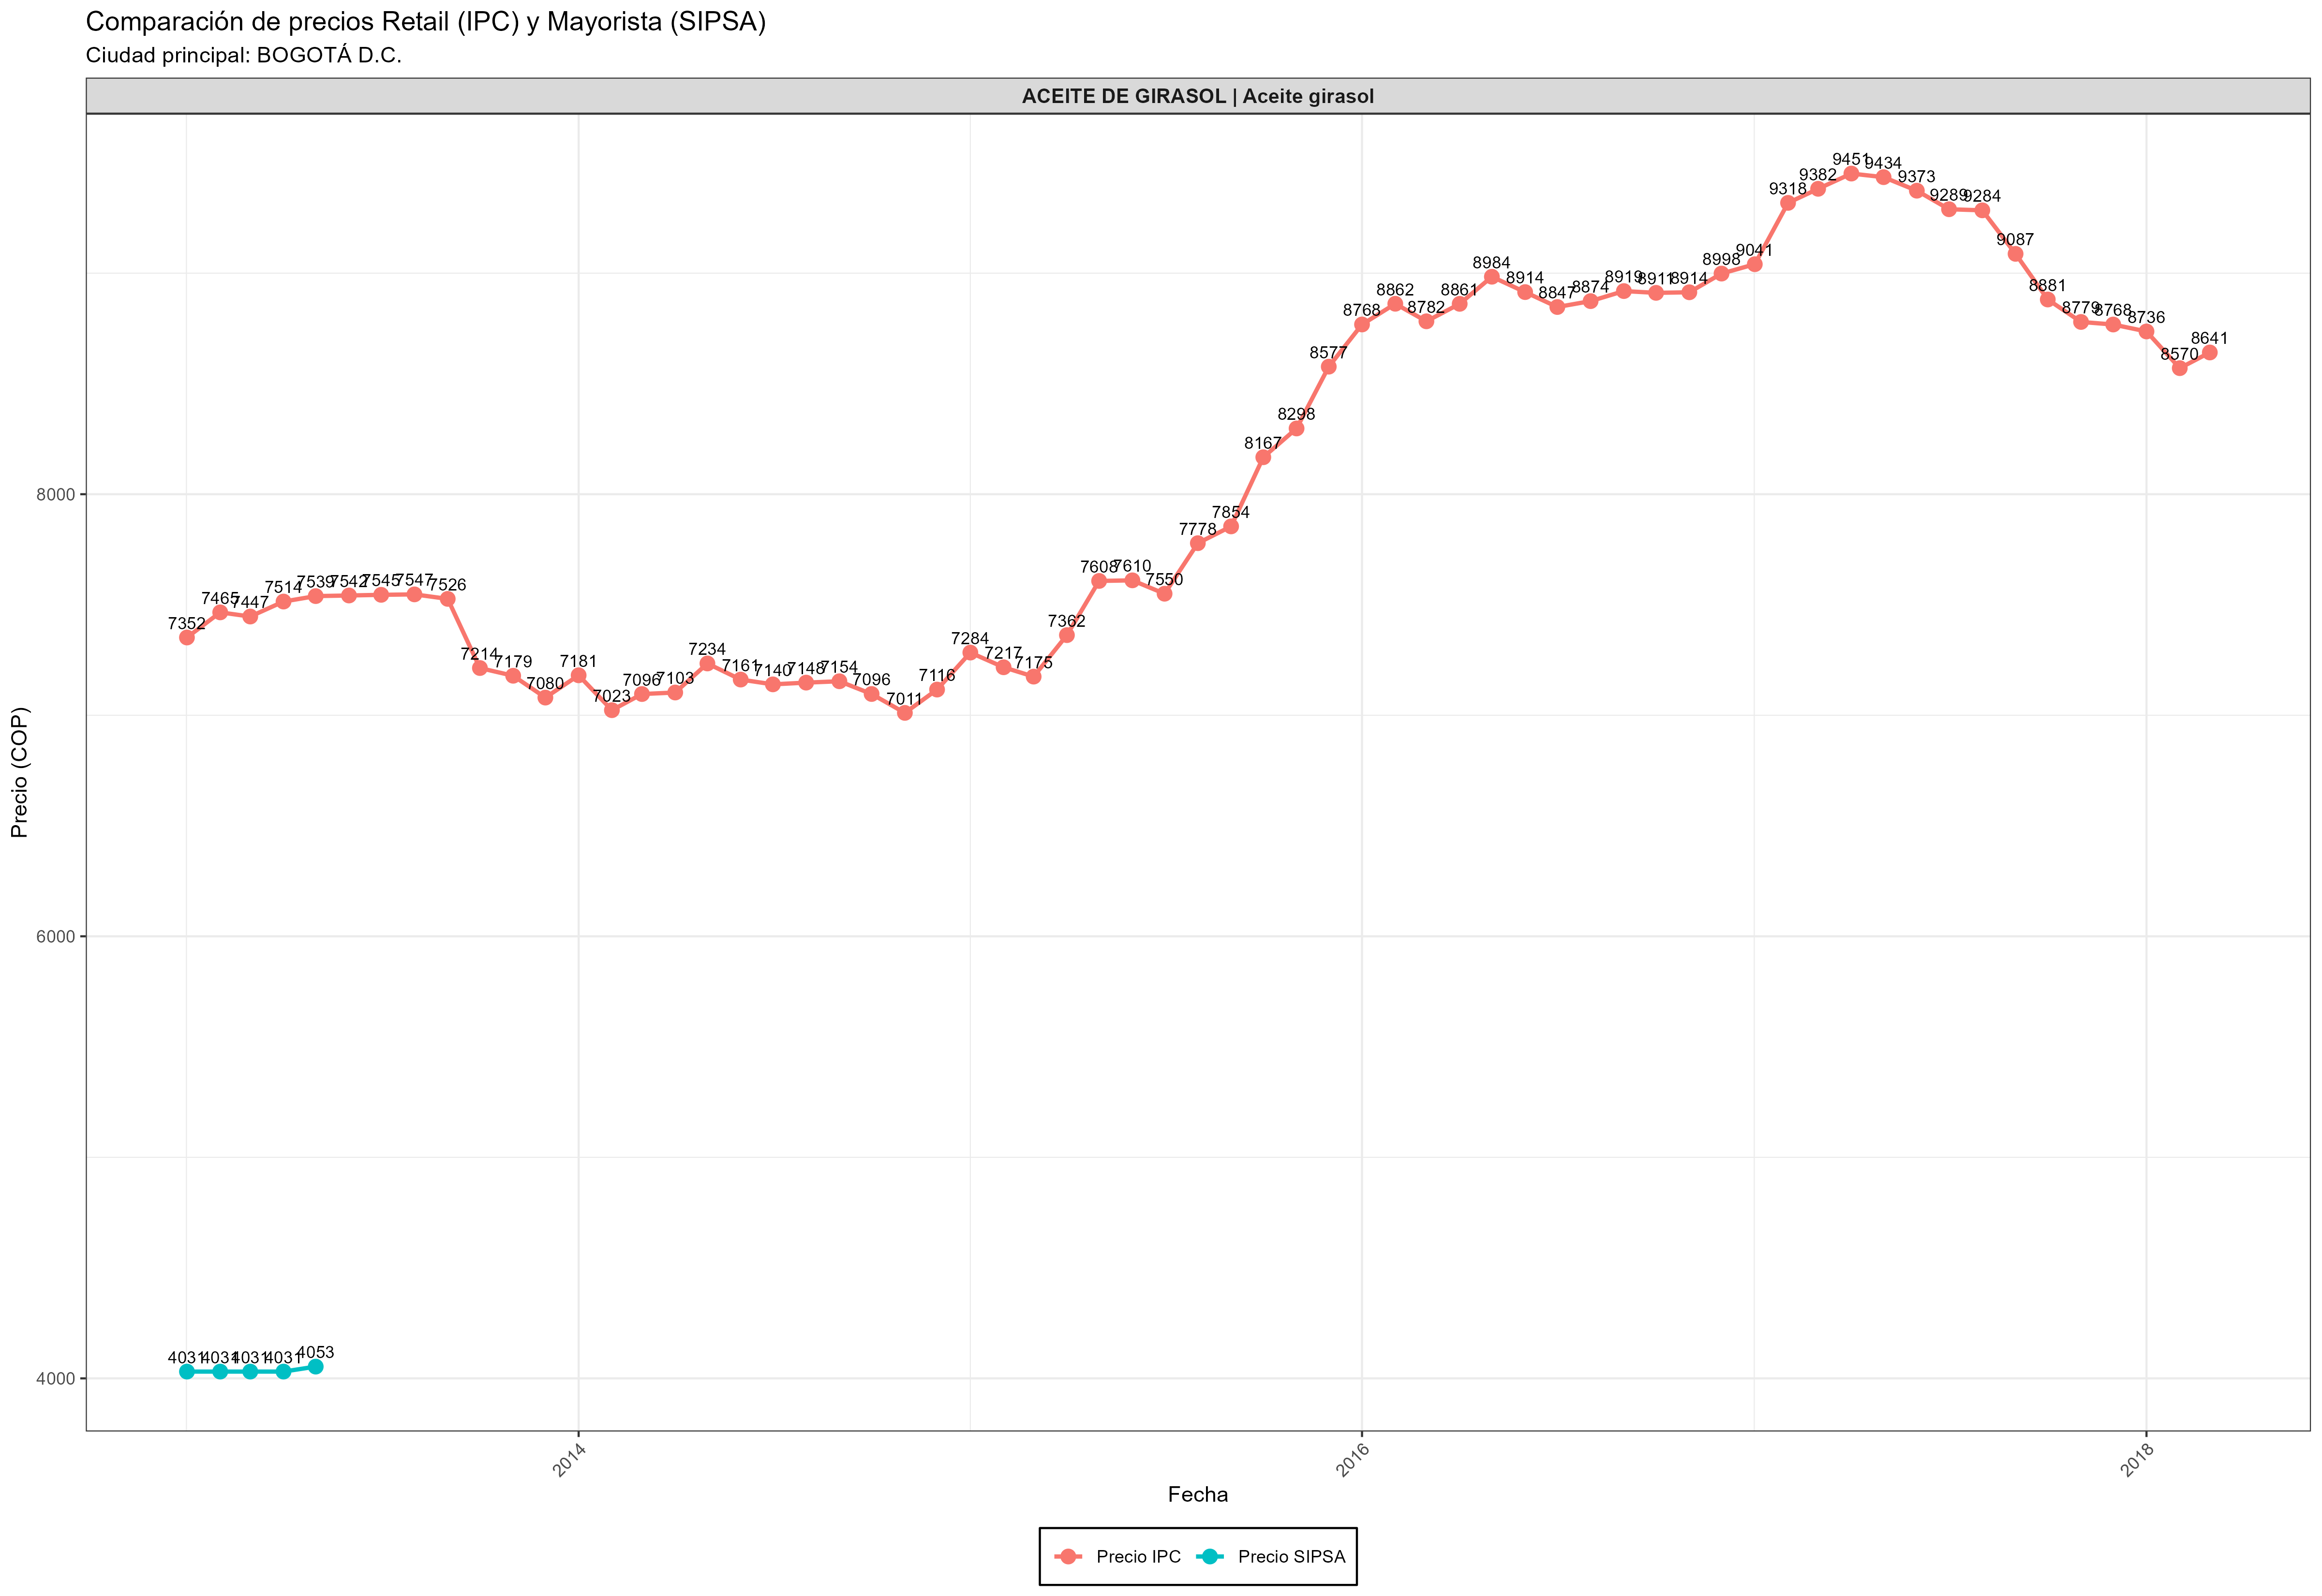 Comparación de precios Retail (IPC) y Mayorista (SIPSA)
Ciudad principal: BOGOTÁ D.C.
ACEITE DE GIRASOL | Aceite girasol
Precio (COP)
8000
6000
4000
7352 7465 7447 7514 7539 7542 7545 7547 7526 7214 7179 7080 7181 7023 7096 7103 7234 7161 7140 7148 7154 7096 7011 7116 7284 7217 7175 7362 7608 7610 7550 7778 7854 8167 8298 8577 8768 8862 8782 8861 8984 8914 8847 8874 8919 8911 8914 8998 9041 9318 9382 9451 9434 9373 9289 9284 9087 8881 8779 8768 8736 8570 8641
4031 4031 4031 4031 4053
2014 2016 2018
Fecha
Precio IPC Precio SIPSA